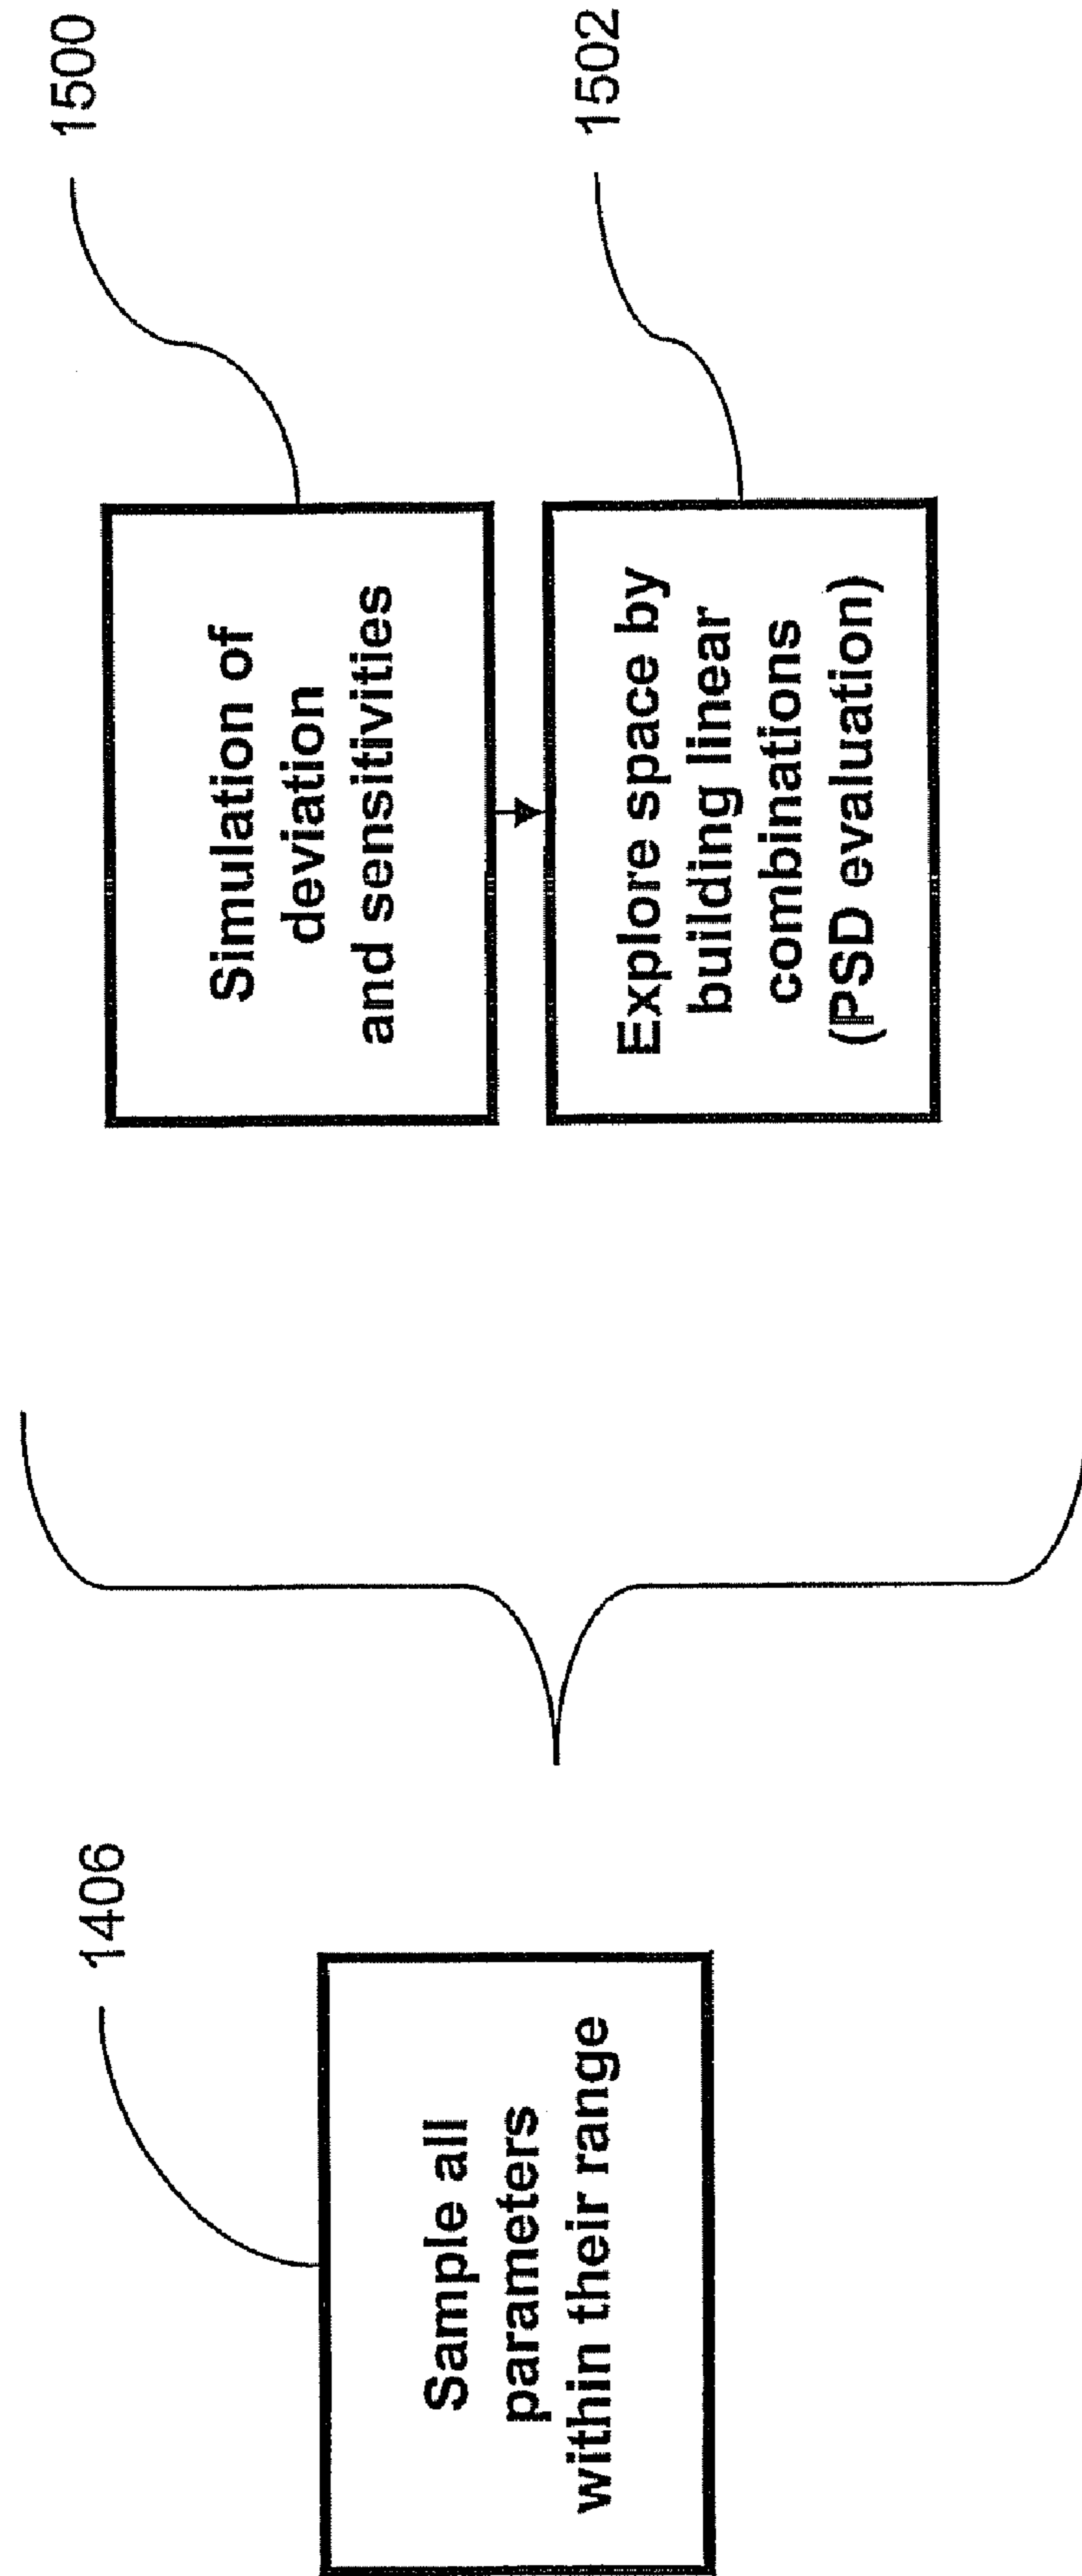 1406
Sample all
parameters
within their range
1500
Simulation of
deviation
and sensitivities
1502
Explore space by
building linear
combinations
(PSD evaluation)